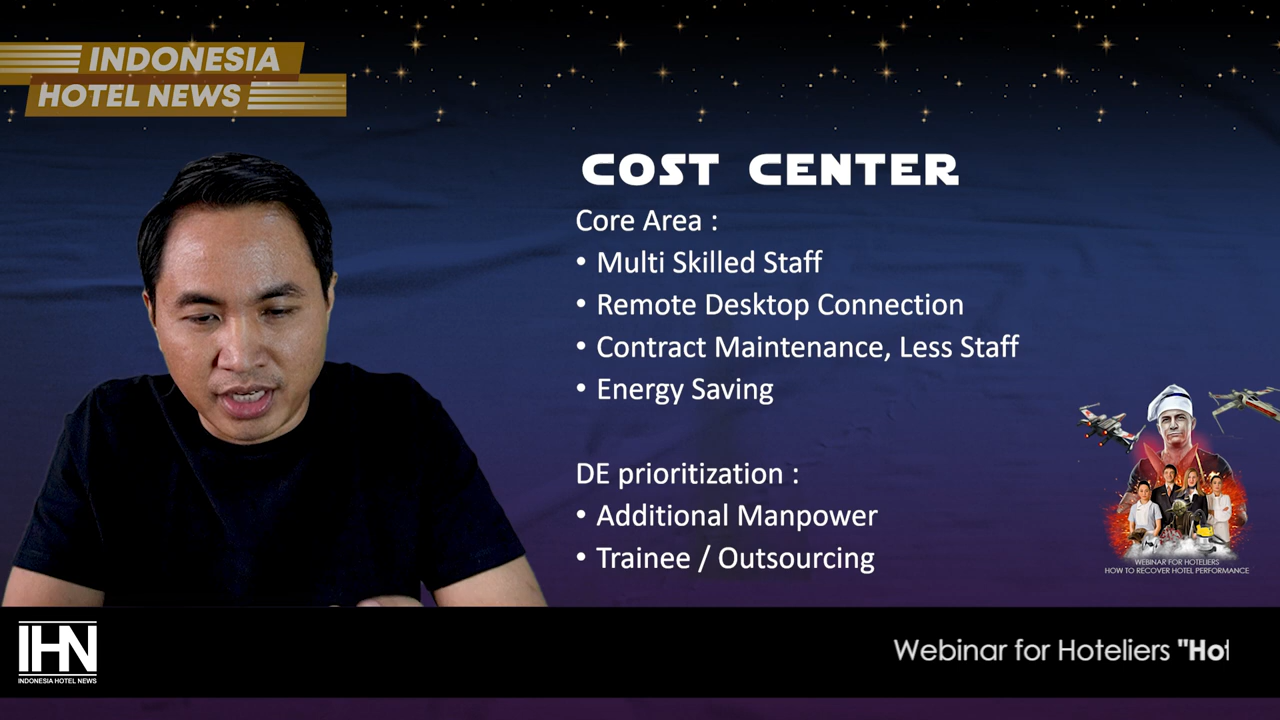 INDONESIA
HOTEL NEWS
COST CENTER
Core Area :
• Multi Skilled Staff
• Remote Desktop Connection
• Contract Maintenance, Less Staff
• Energy Saving
DE prioritization :
• Additional Manpower
• Trainee / Outsourcing
WEBINAR FOR HOTELIERS
HOW TO RECOVER HOTEL PERFORMANCE
IHN
INDONESIA HOTEL NEWS
Webinar for Hoteliers "Hot